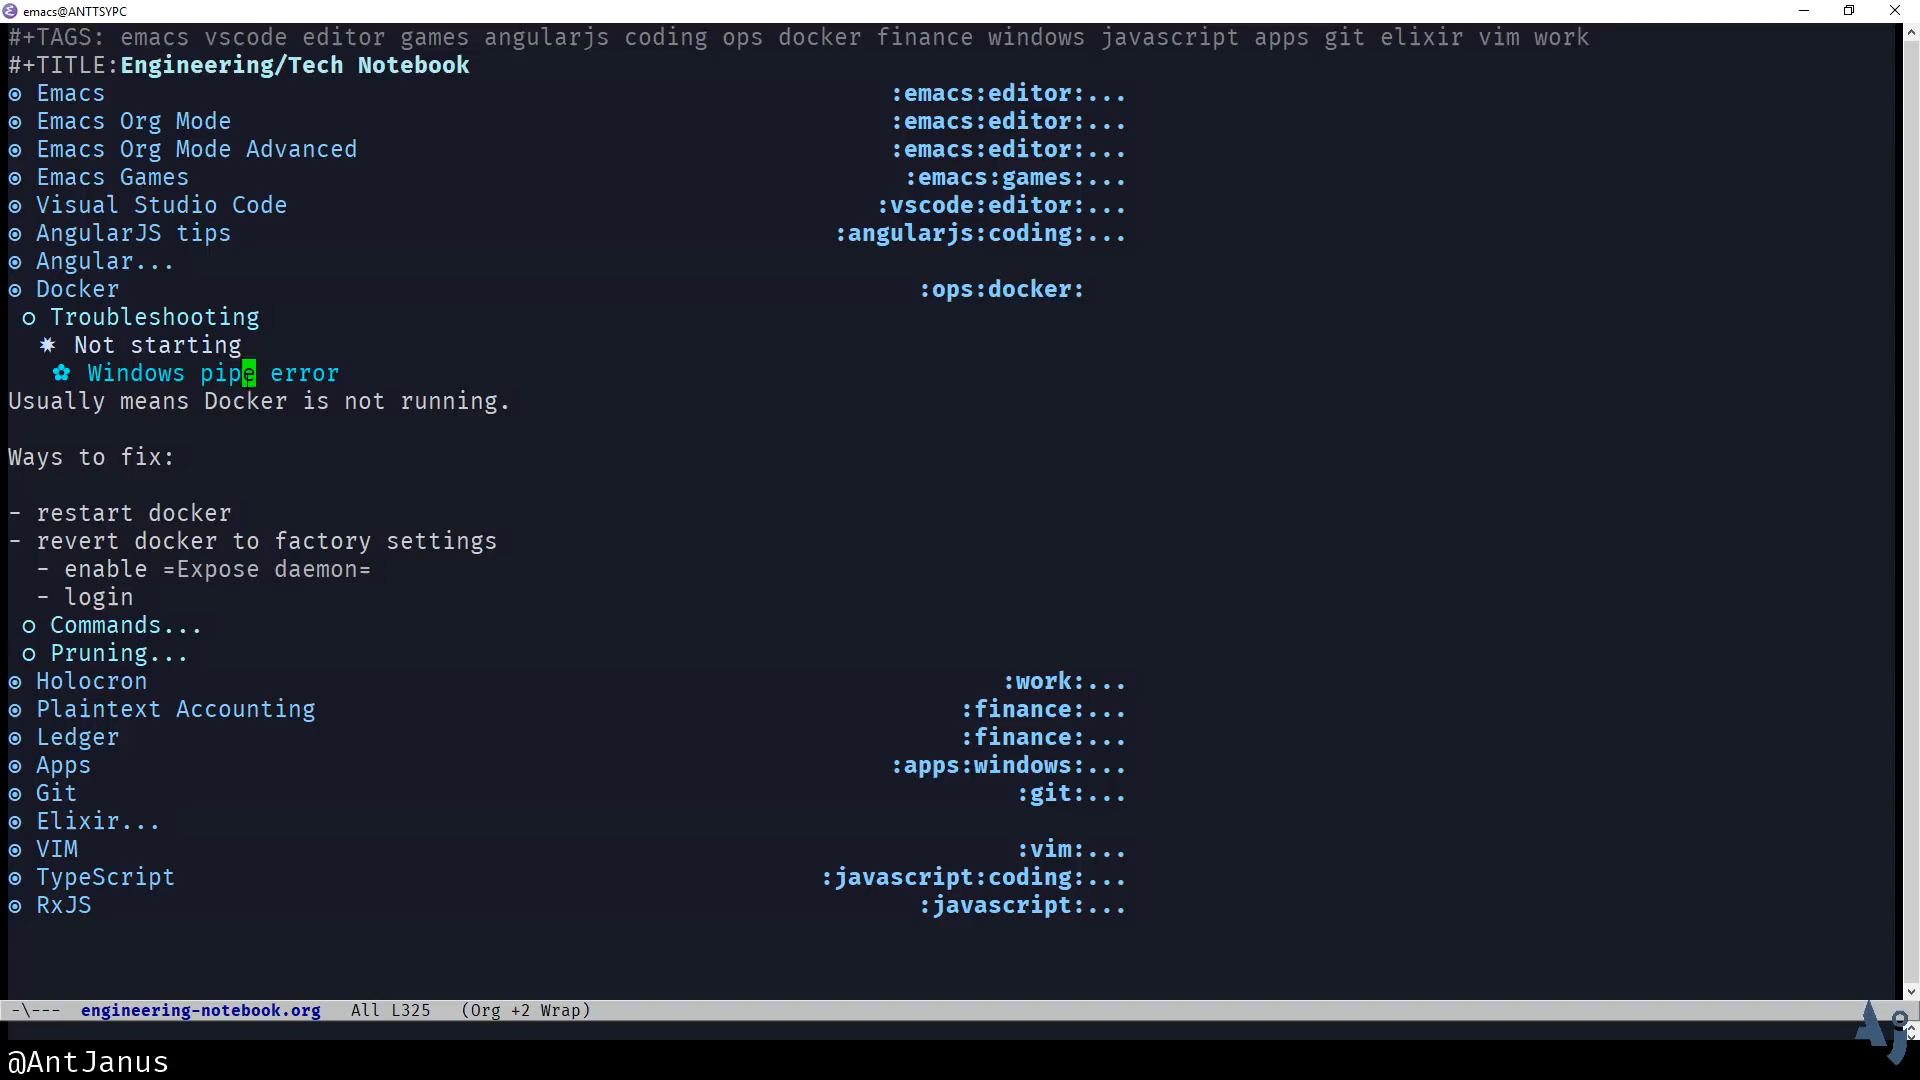 emacs@ANTTSYPC
#+TAGS: emacs vscode editor games angularjs coding ops docker finance windows javascript apps git elixir vim work
#+TITLE:Engineering/Tech Notebook
Emacs :emacs:editor:...
Emacs Org Mode :emacs:editor:...
Emacs Org Mode Advanced :emacs:editor:...
Emacs Games :emacs:games:...
Visual Studio Code :vscode:editor:...
AngularJS tips :angularjs:coding:...
Angular...
Docker :ops:docker:
Troubleshooting
Not starting
Windows pipe error
Usually means Docker is not running.
Ways to fix:
- restart docker
- revert docker to factory settings
- enable =Expose daemon=
- login
Commands...
Pruning...
Holocron :work:...
Plaintext Accounting :finance:...
Ledger :finance:...
Apps :apps:windows:...
Git :git:...
Elixir...
VIM :vim:...
TypeScript :javascript:coding:...
RxJS :javascript:...
-\--- engineering-notebook.org All L325 (Org +2 Wrap)
AJ
@AntJanus